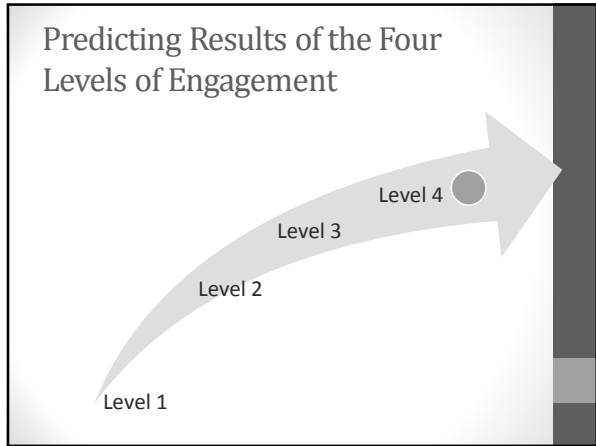 Predicting Results of the Four
Levels of Engagement
Level 4
Level 3
Level 2
Level 1